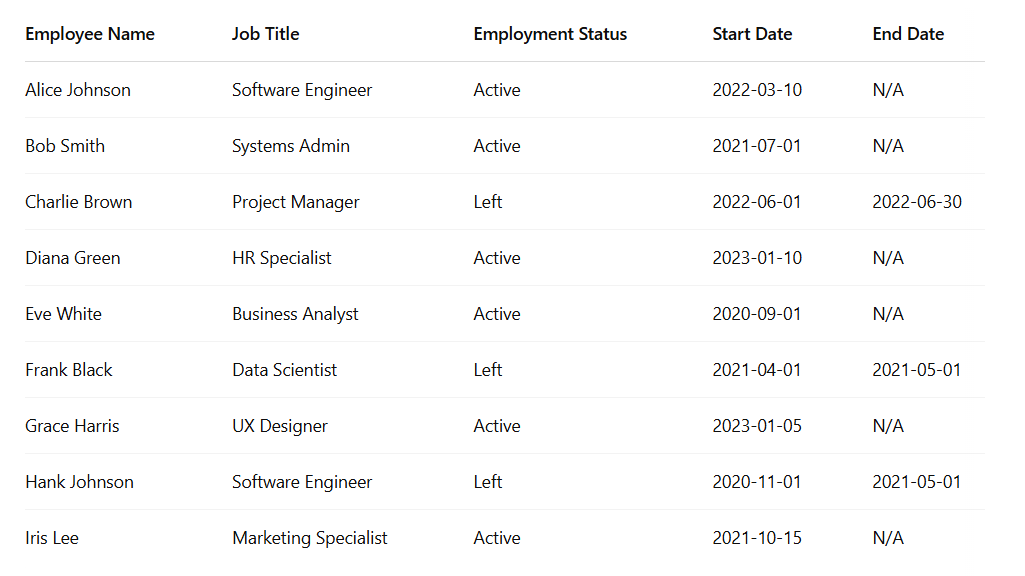 Employee Name Job Title Employment Status Start Date End Date
Alice Johnson Software Engineer Active 2022-03-10 N/A
Bob Smith Systems Admin Active 2021-07-01 N/A
Charlie Brown Project Manager Left 2022-06-01 2022-06-30
Diana Green HR Specialist Active 2023-01-10 N/A
Eve White Business Analyst Active 2020-09-01 N/A
Frank Black Data Scientist Left 2021-04-01 2021-05-01
Grace Harris UX Designer Active 2023-01-05 N/A
Hank Johnson Software Engineer Left 2020-11-01 2021-05-01
Iris Lee Marketing Specialist Active 2021-10-15 N/A